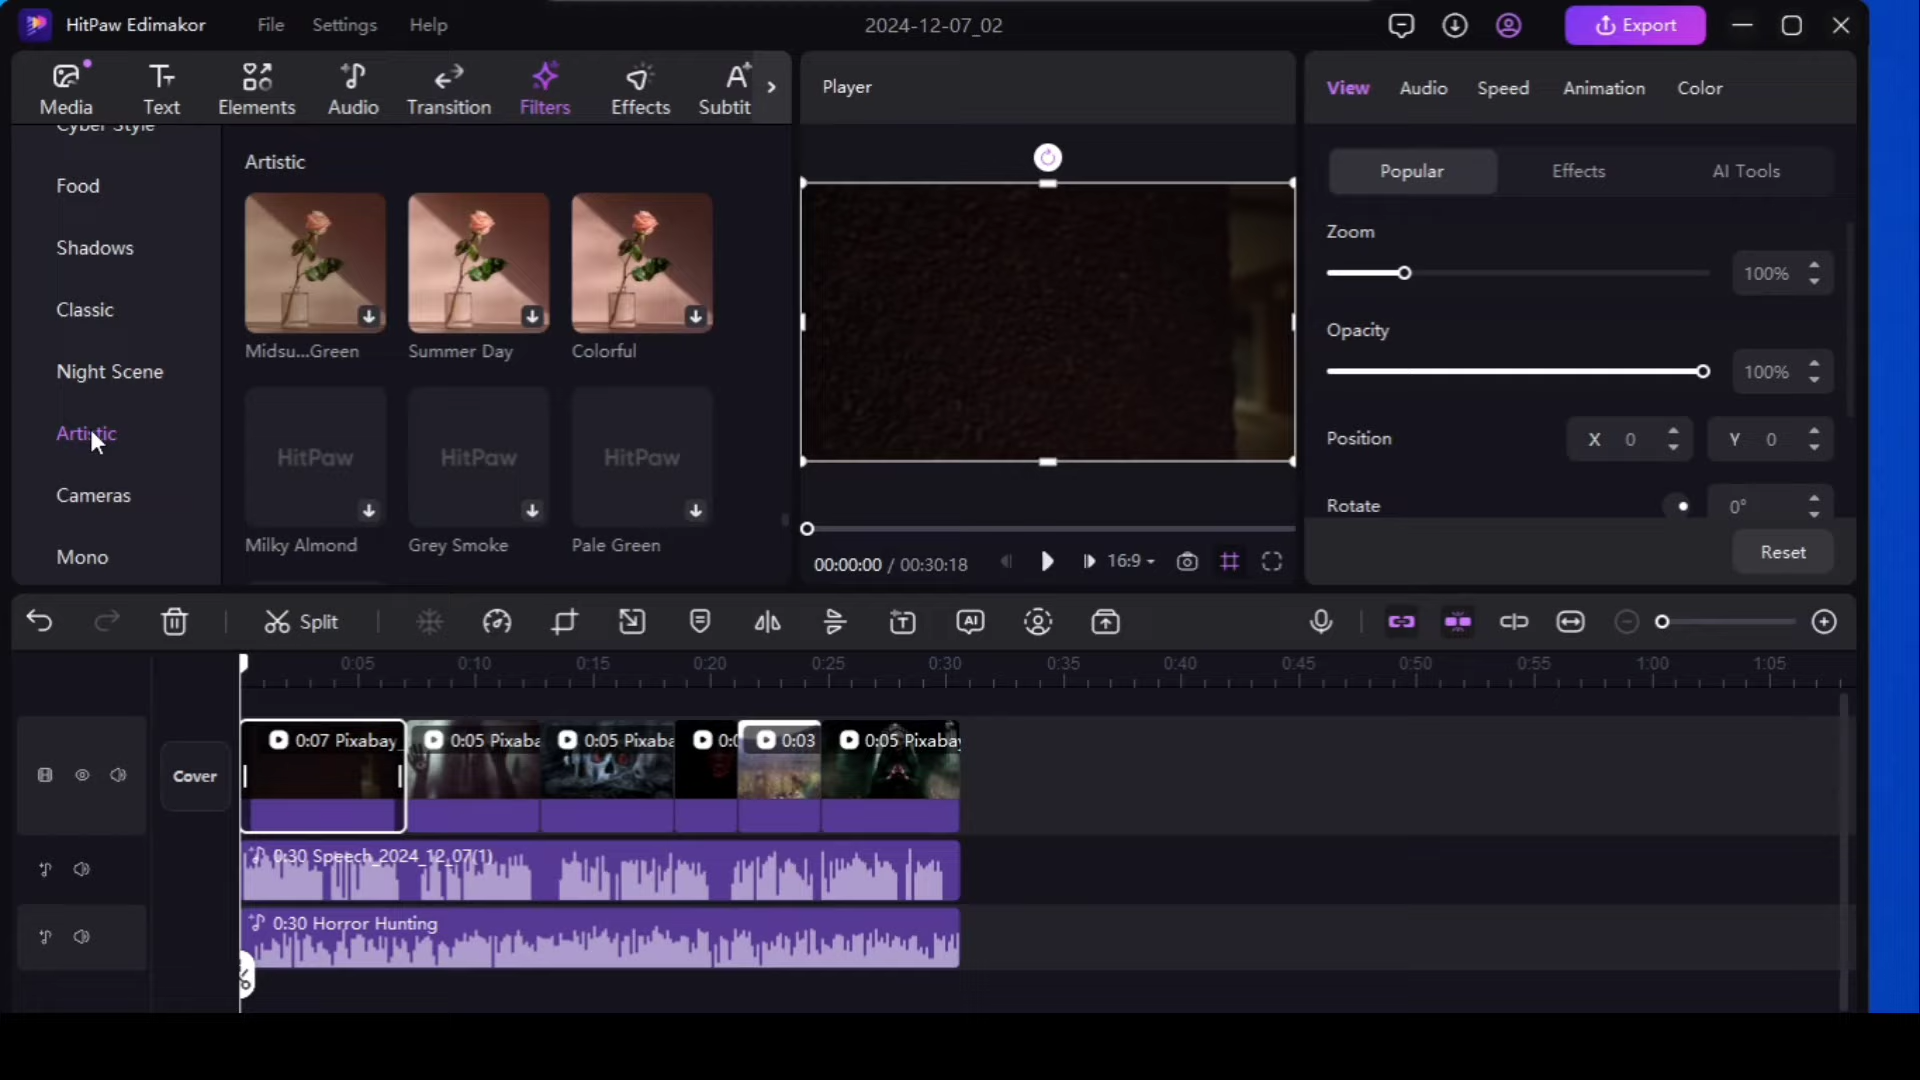 HitPaw Edimakor
File
Settings
Help
2024-12-07_02
Export
Media
Text
Elements
Audio
Transition
Filters
Effects
Subtit
Player
View
Audio
Speed
Animation
Color
Cyber Style
Food
Shadows
Classic
Night Scene
Artistic
Cameras
Mono
Artistic
Midsu...Green
Summer Day
Colorful
HitPaw
HitPaw
HitPaw
Milky Almond
Grey Smoke
Pale Green
00:00:00 / 00:30:18
16:9
Popular
Effects
AI Tools
Zoom
100%
Opacity
100%
Position
X 0
Y 0
Rotate
0°
Reset
Split
AI
0:05
0:10
0:15
0:20
0:25
0:30
0:35
0:40
0:45
0:50
0:55
1:00
1:05
Cover
0:07 Pixabay
0:05 Pixaba
0:05 Pixaba
0:0
0:03
0:05 Pixabay
0:30 Speech_2024_12_07(1)
0:30 Horror Hunting